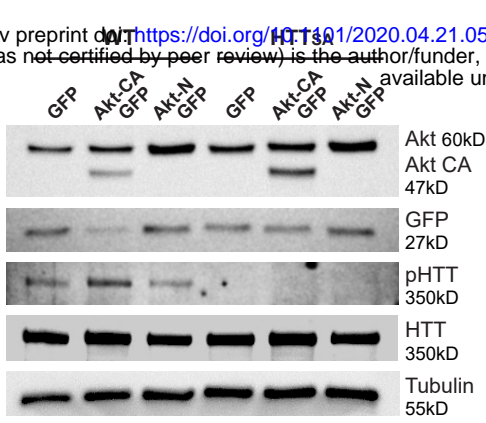 v preprint doi: https://doi.org/10.1101/2020.04.21.05
as not certified by peer review) is the author/funder,
available un
WT HTTSA
GFP Akt-CA GFP Akt-N GFP GFP Akt-CA GFP Akt-N GFP
Akt 60kD
Akt CA
47kD
GFP
27kD
pHTT
350kD
HTT
350kD
Tubulin
55kD